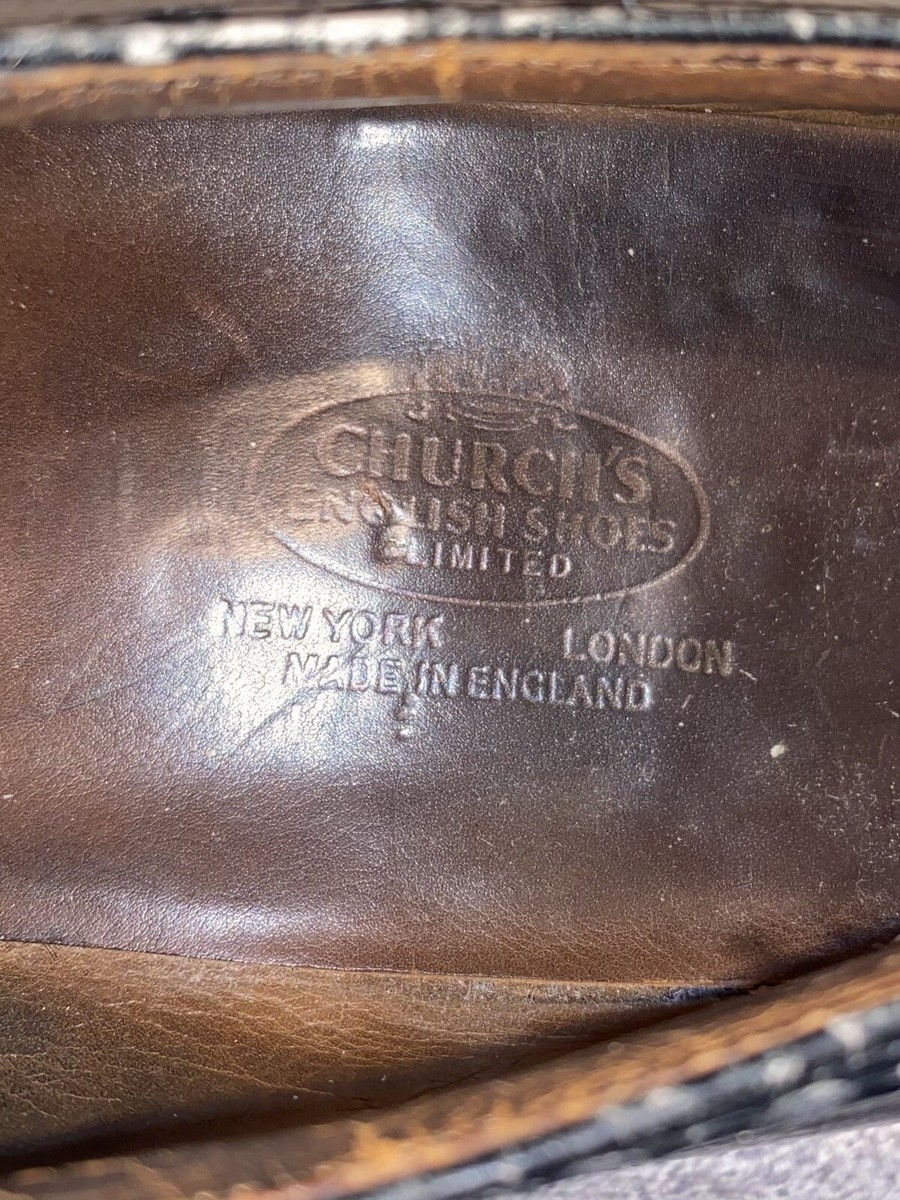 CHURCH'S
ENGLISH SHOES
LIMITED
NEW YORK LONDON
MADE IN ENGLAND